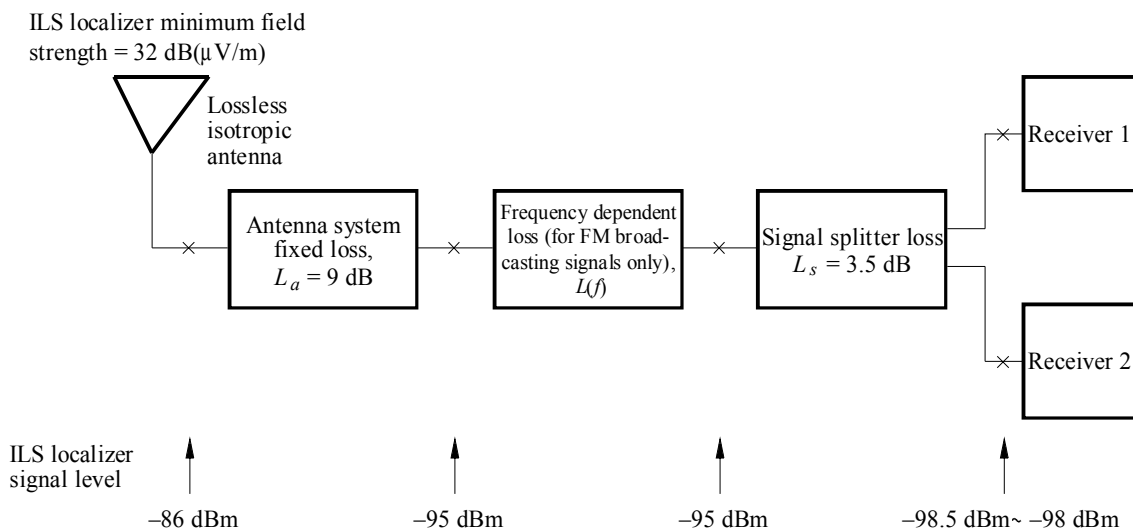 ILS localizer minimum field
strength = 32 dB(µV/m)
Lossless
isotropic
antenna
Antenna system
fixed loss,
L a = 9 dB
Frequency dependent
loss (for FM broad-
casting signals only),
L(f)
Signal splitter loss
L s = 3.5 dB
Receiver 1
Receiver 2
ILS localizer
signal level
–86 dBm
–95 dBm
–95 dBm
–98.5 dBm~ –98 dBm